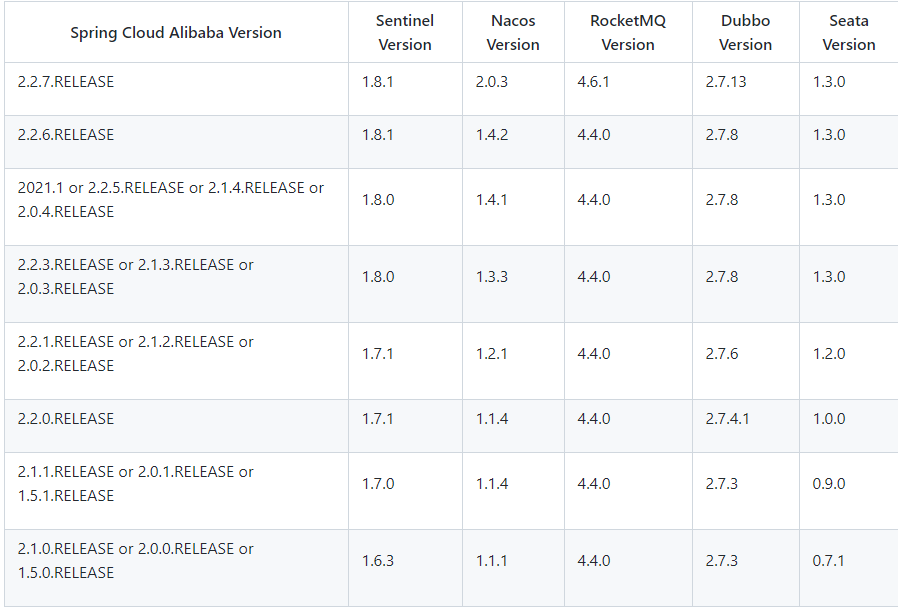 Spring Cloud Alibaba Version
Sentinel
Version
Nacos
Version
RocketMQ
Version
Dubbo
Version
Seata
Version
2.2.7.RELEASE
1.8.1
2.0.3
4.6.1
2.7.13
1.3.0
2.2.6.RELEASE
1.8.1
1.4.2
4.4.0
2.7.8
1.3.0
2021.1 or 2.2.5.RELEASE or 2.1.4.RELEASE or
2.0.4.RELEASE
1.8.0
1.4.1
4.4.0
2.7.8
1.3.0
2.2.3.RELEASE or 2.1.3.RELEASE or
2.0.3.RELEASE
1.8.0
1.3.3
4.4.0
2.7.8
1.3.0
2.2.1.RELEASE or 2.1.2.RELEASE or
2.0.2.RELEASE
1.7.1
1.2.1
4.4.0
2.7.6
1.2.0
2.2.0.RELEASE
1.7.1
1.1.4
4.4.0
2.7.4.1
1.0.0
2.1.1.RELEASE or 2.0.1.RELEASE or
1.5.1.RELEASE
1.7.0
1.1.4
4.4.0
2.7.3
0.9.0
2.1.0.RELEASE or 2.0.0.RELEASE or
1.5.0.RELEASE
1.6.3
1.1.1
4.4.0
2.7.3
0.7.1